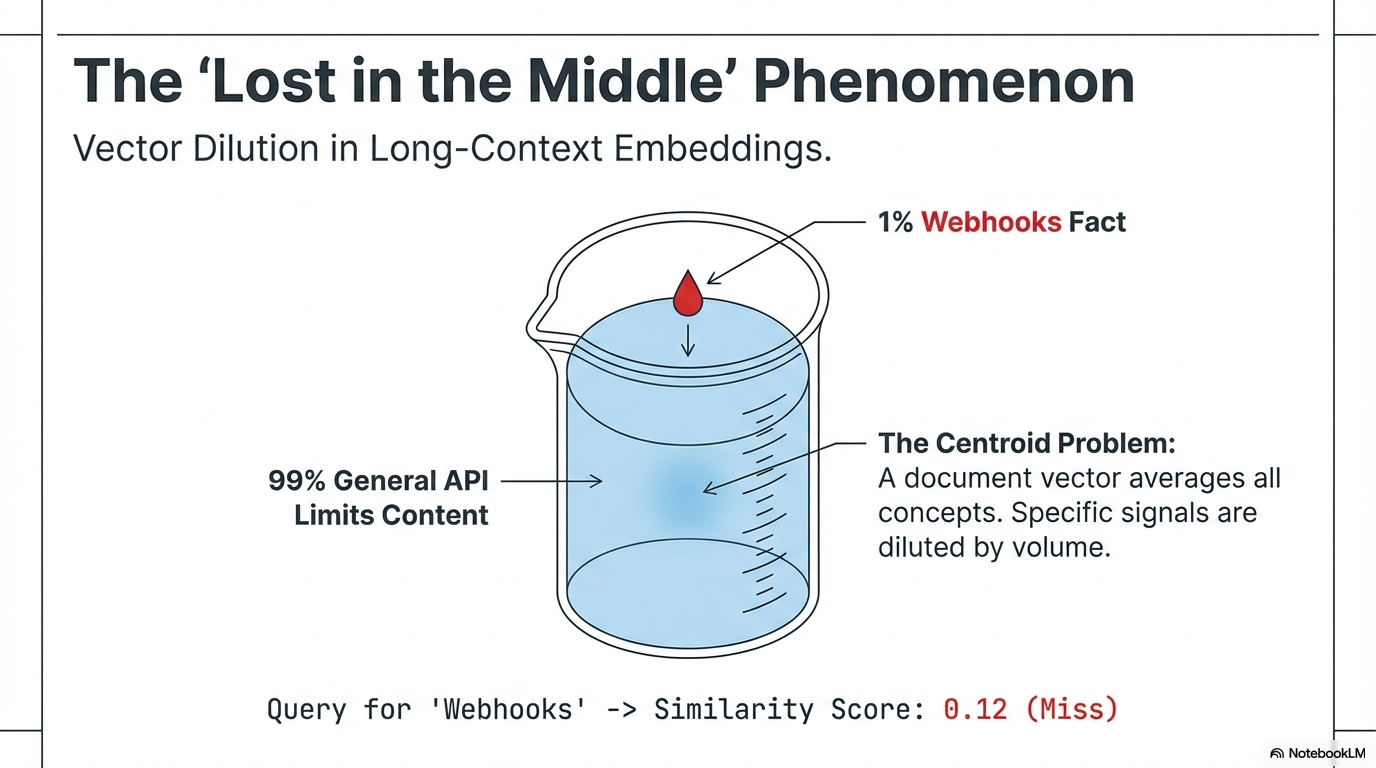 The ‘Lost in the Middle’ Phenomenon
Vector Dilution in Long-Context Embeddings.
1% Webhooks Fact
99% General API
Limits Content
The Centroid Problem:
A document vector averages all
concepts. Specific signals are
diluted by volume.
Query for 'Webhooks' -> Similarity Score: 0.12 (Miss)
NotebookLM